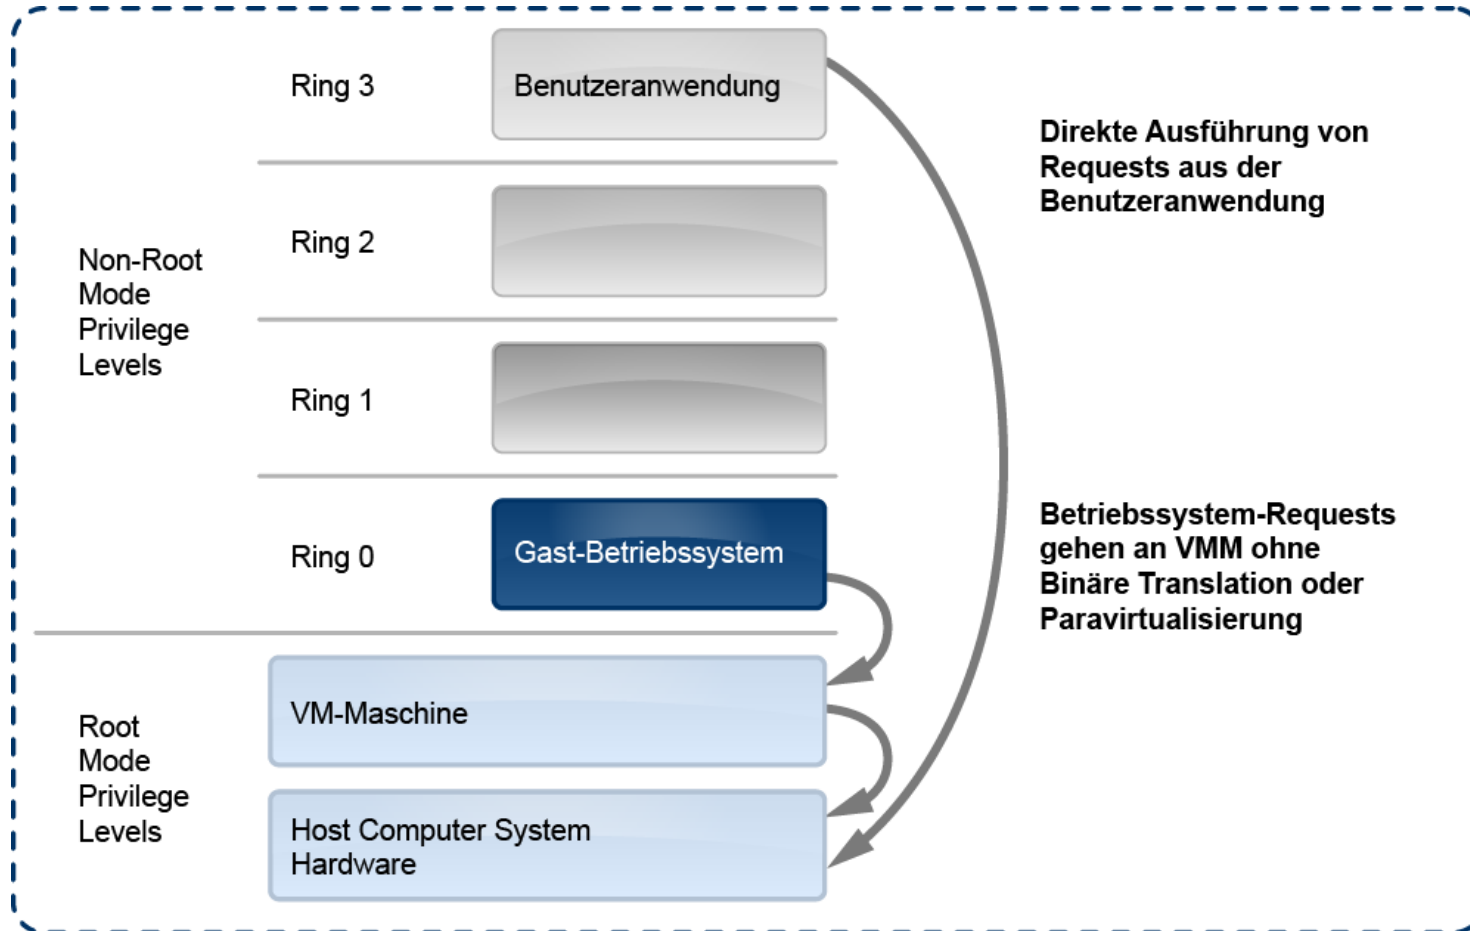 Ring 3
Benutzeranwendung
Direkte Ausführung von
Requests aus der
Benutzeranwendung
Non-Root
Mode
Privilege
Levels
Ring 2
Ring 1
Ring 0
Gast-Betriebssystem
Betriebssystem-Requests
gehen an VMM ohne
Binäre Translation oder
Paravirtualisierung
Root
Mode
Privilege
Levels
VM-Maschine
Host Computer System
Hardware